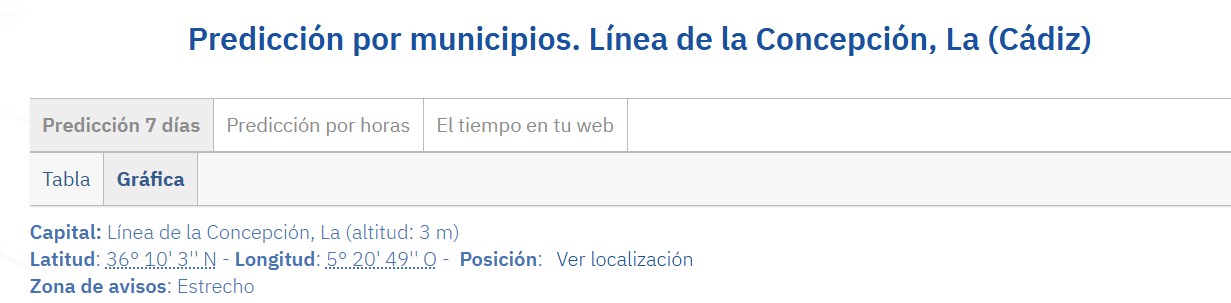 Predicción por municipios. Línea de la Concepción, La (Cádiz)
Predicción 7 días Predicción por horas El tiempo en tu web
Tabla Gráfica
Capital: Línea de la Concepción, La (altitud: 3 m)
Latitud: 36° 10' 3'' N - Longitud: 5° 20' 49'' O - Posición: Ver localización
Zona de avisos: Estrecho